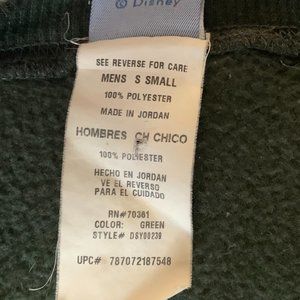 © Disney
SEE REVERSE FOR CARE
MENS S SMALL
100% POLYESTER
MADE IN JORDAN
HOMBRES CH CHICO
100% POLYESTER
HECHO EN JORDAN
VE EL REVERSO
PARA EL CUIDADO
RN#70361
COLOR: GREEN
STYLE# DSY00239
UPC# 787072187548